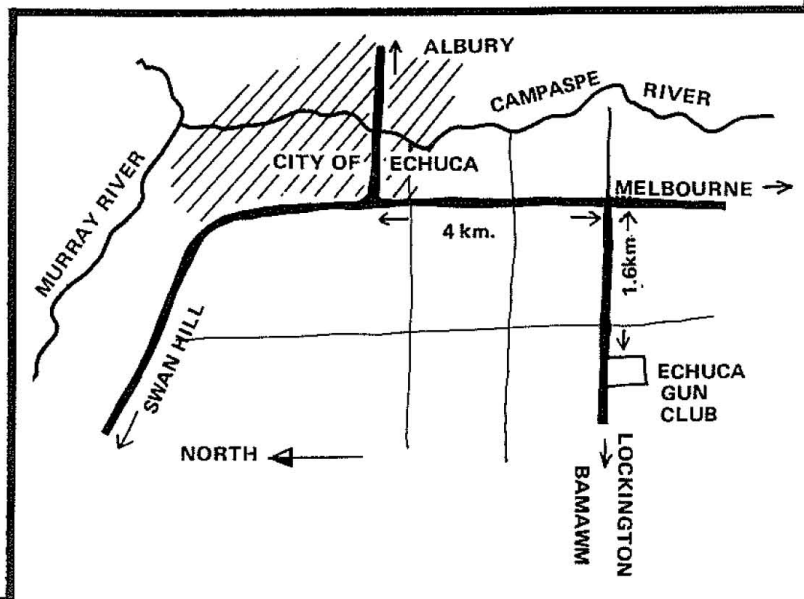 ALBURY
CAMPASPE RIVER
MURRAY RIVER
CITY OF ECHUCA
MELBOURNE
4 km.
1.6km
SWAN HILL
ECHUCA
GUN
CLUB
NORTH
LOCKINGTON
BAMAWM